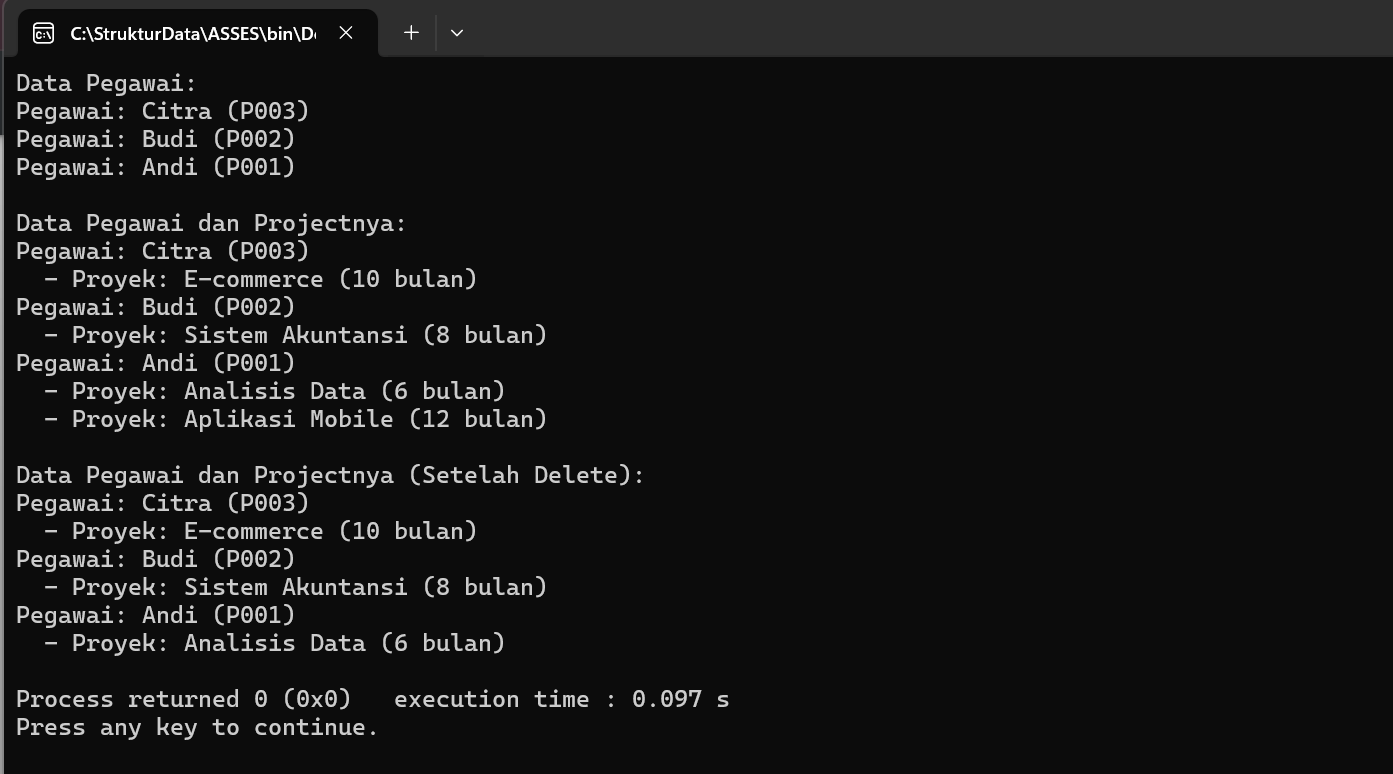 C:\StrukturData\ASSES\bin\De
Data Pegawai:
Pegawai: Citra (P003)
Pegawai: Budi (P002)
Pegawai: Andi (P001)
Data Pegawai dan Projectnya:
Pegawai: Citra (P003)
  - Proyek: E-commerce (10 bulan)
Pegawai: Budi (P002)
  - Proyek: Sistem Akuntansi (8 bulan)
Pegawai: Andi (P001)
  - Proyek: Analisis Data (6 bulan)
  - Proyek: Aplikasi Mobile (12 bulan)
Data Pegawai dan Projectnya (Setelah Delete):
Pegawai: Citra (P003)
  - Proyek: E-commerce (10 bulan)
Pegawai: Budi (P002)
  - Proyek: Sistem Akuntansi (8 bulan)
Pegawai: Andi (P001)
  - Proyek: Analisis Data (6 bulan)
Process returned 0 (0x0)   execution time : 0.097 s
Press any key to continue.